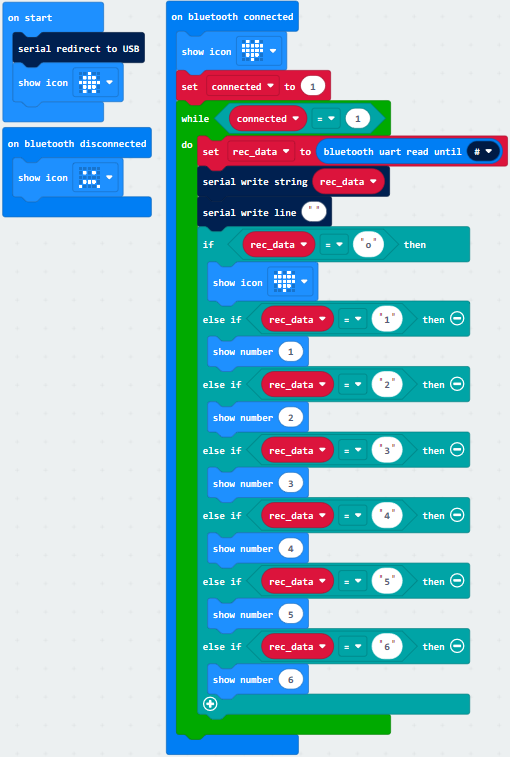 on start
serial redirect to USB
show icon
on bluetooth disconnected
show icon
on bluetooth connected
show icon
set connected to 1
while connected = 1
do set rec_data to bluetooth uart read until #
serial write string rec_data
serial write line " "
if rec_data = "o" then
show icon
else if rec_data = "1" then
show number 1
else if rec_data = "2" then
show number 2
else if rec_data = "3" then
show number 3
else if rec_data = "4" then
show number 4
else if rec_data = "5" then
show number 5
else if rec_data = "6" then
show number 6